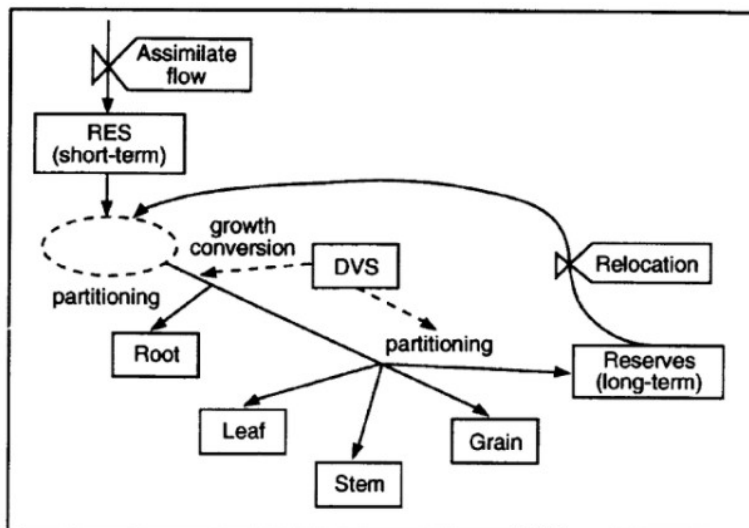 Assimilate
flow
RES
(short-term)
growth
conversion
DVS
Relocation
partitioning
partitioning
Root
Reserves
(long-term)
Leaf
Grain
Stem